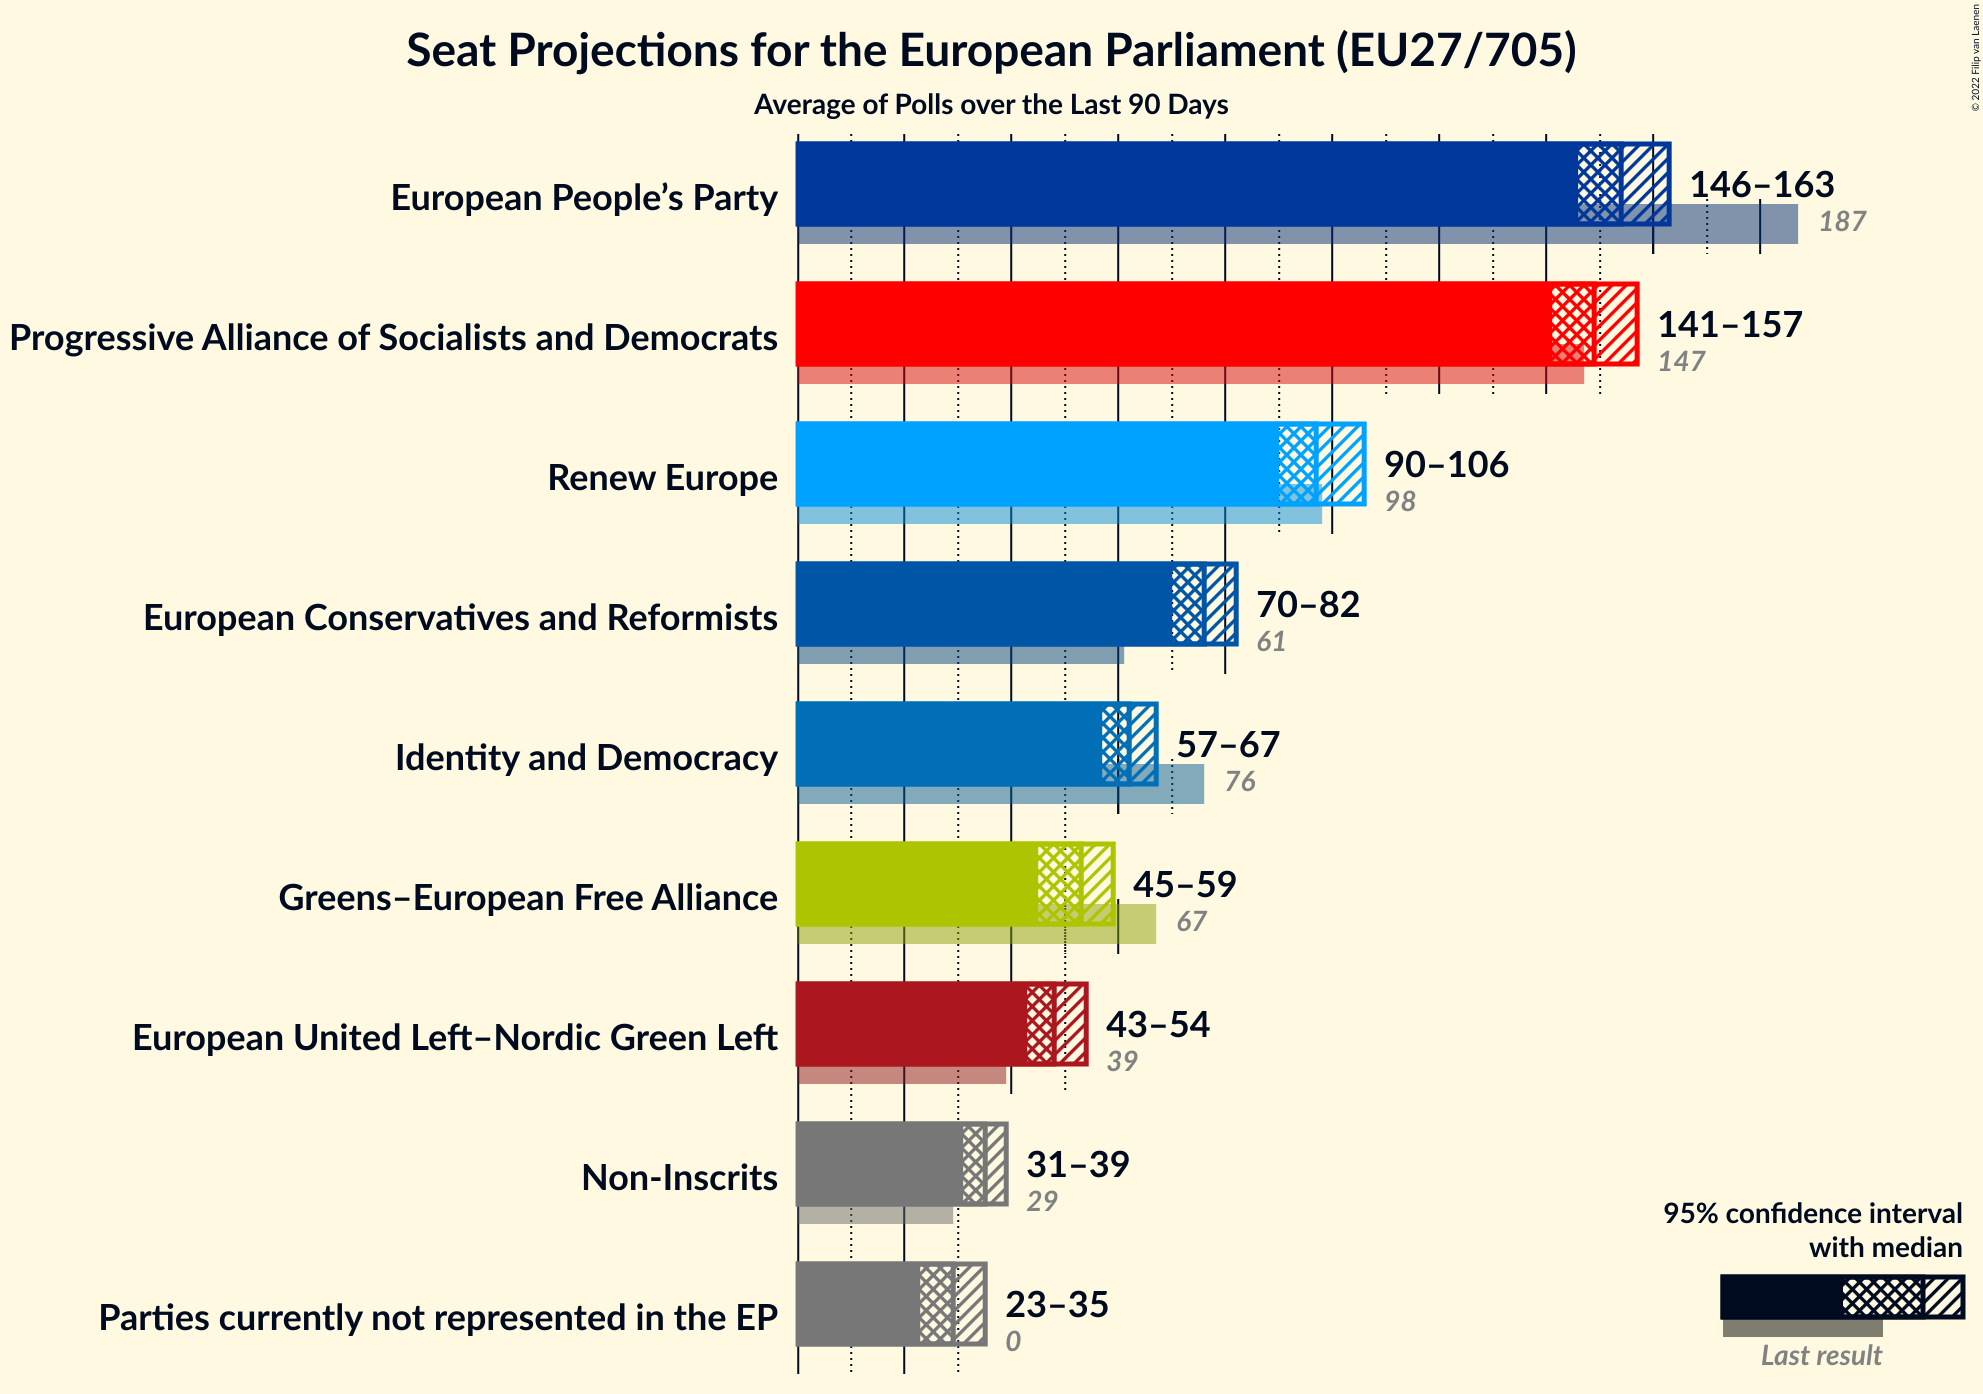 Seat Projections for the European Parliament (EU27/705)
Average of Polls over the Last 90 Days
© 2022 Filip van Laenen
European People’s Party
146–163
187
Progressive Alliance of Socialists and Democrats
141–157
147
Renew Europe
90–106
98
European Conservatives and Reformists
70–82
61
Identity and Democracy
57–67
76
Greens–European Free Alliance
45–59
67
European United Left–Nordic Green Left
43–54
39
Non-Inscrits
31–39
29
Parties currently not represented in the EP
23–35
0
95% confidence interval
with median
Last result